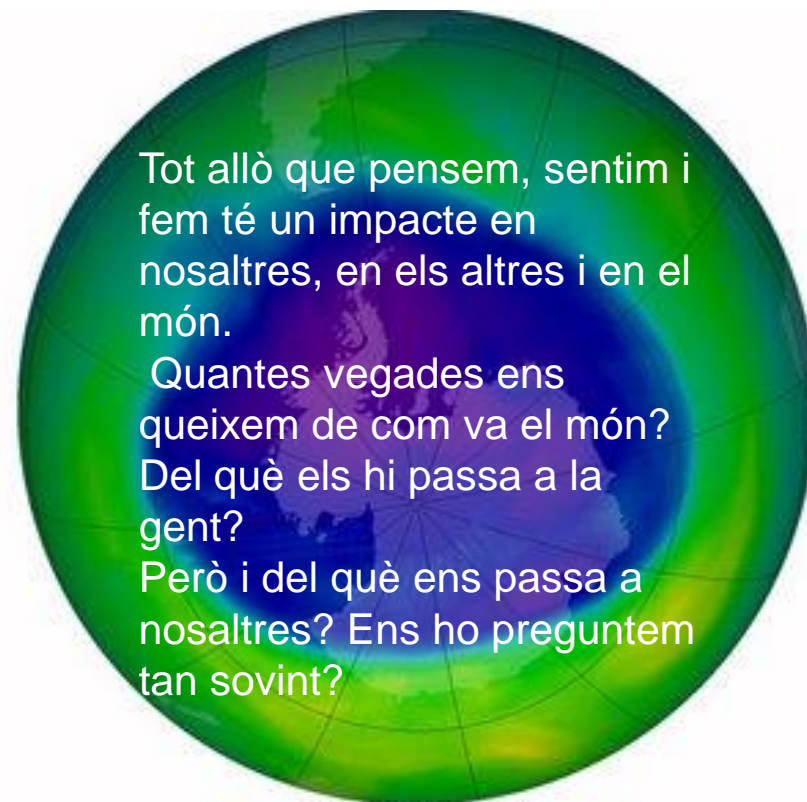 Tot allò que pensem, sentim i
fem té un impacte en
nosaltres, en els altres i en el
món.
Quantes vegades ens
queixem de com va el món?
Del què els hi passa a la
gent?
Però i del què ens passa a
nosaltres? Ens ho preguntem
tan sovint?